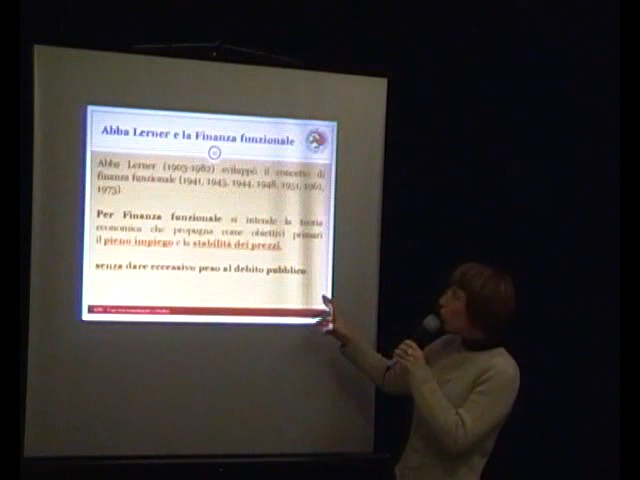 Abba Lerner e la Finanza funzionale
Abba Lerner (1903-1982) sviluppò il concetto di
finanza funzionale (1941, 1943, 1944, 1948, 1951, 1961,
1973).
Per Finanza funzionale si intende la teoria
economica che propugna come obiettivi primari
il pieno impiego e la stabilità dei prezzi,
senza dare eccessivo peso al debito pubblico